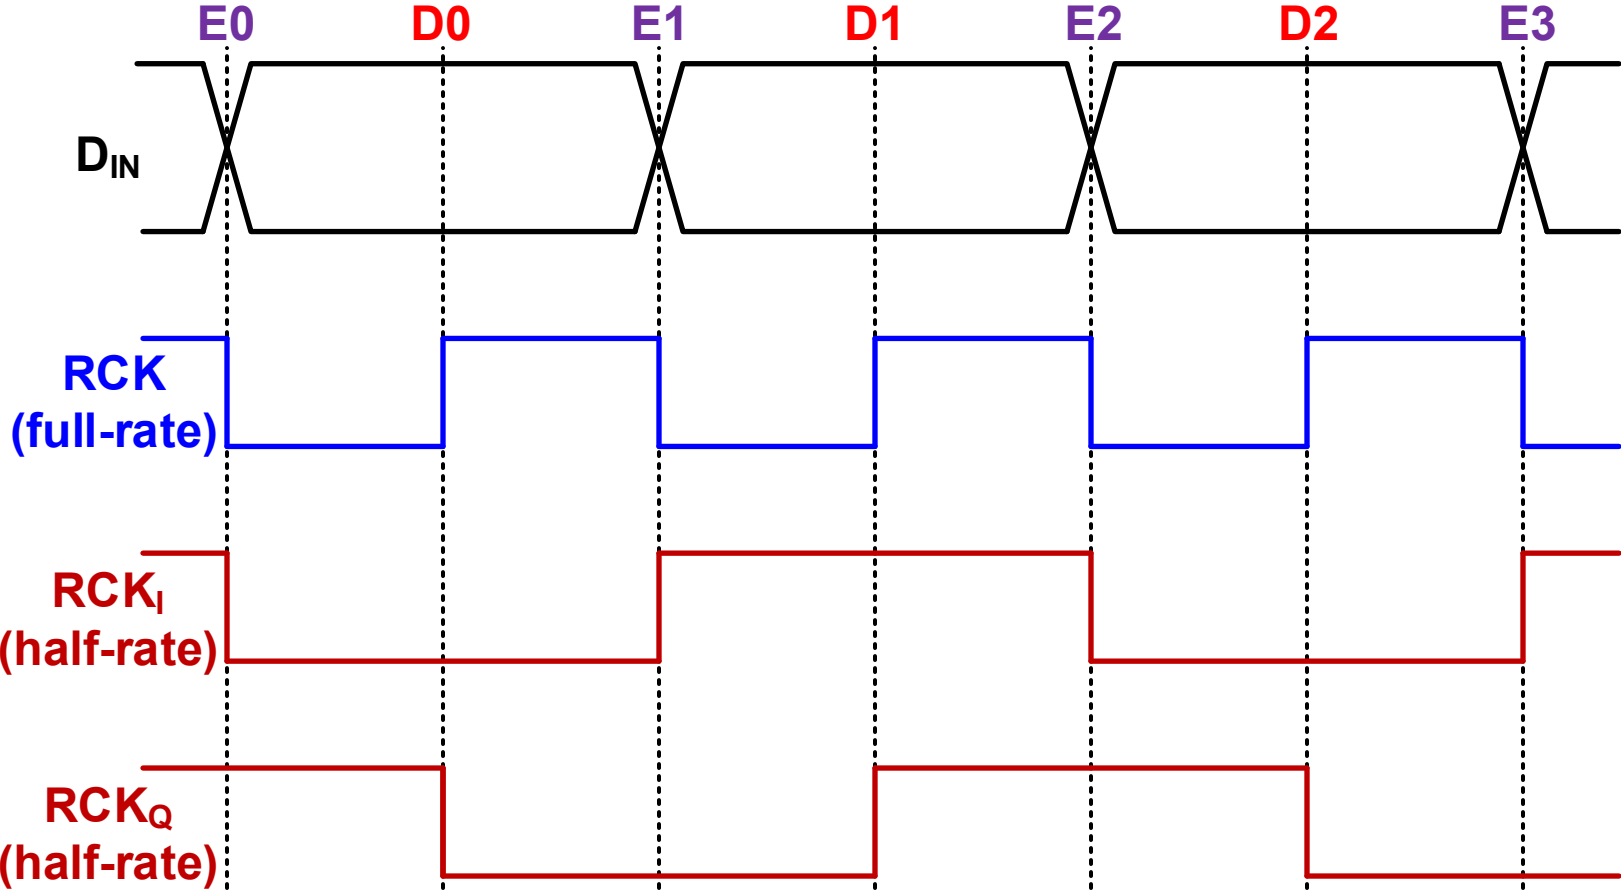 E0 D0 E1 D1 E2 D2 E3
DIN
RCK
(full-rate)
RCKI
(half-rate)
RCKQ
(half-rate)